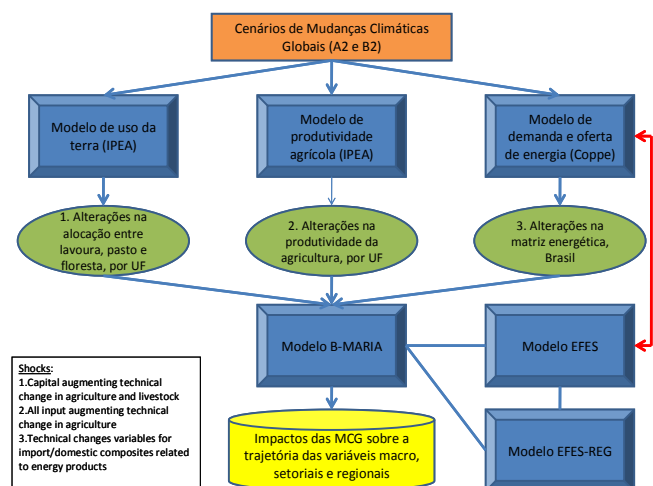 Cenários de Mudanças Climáticas
Globais (A2 e B2)
Modelo de uso da
terra (IPEA)
Modelo de
produtividade
agrícola (IPEA)
Modelo de
demanda e oferta
de energia (Coppe)
1. Alterações na
alocação entre
lavoura, pasto e
floresta, por UF
2. Alterações na
produtividade da
agricultura, por UF
3. Alterações na
matriz energética,
Brasil
Modelo B-MARIA
Modelo EFES
Shocks:
1.Capital augmenting technical
change in agriculture and livestock
2.All input augmenting technical
change in agriculture
3.Technical changes variables for
import/domestic composites related
to energy products
Impactos das MCG sobre a
trajetória das variáveis macro,
setoriais e regionais
Modelo EFES-REG